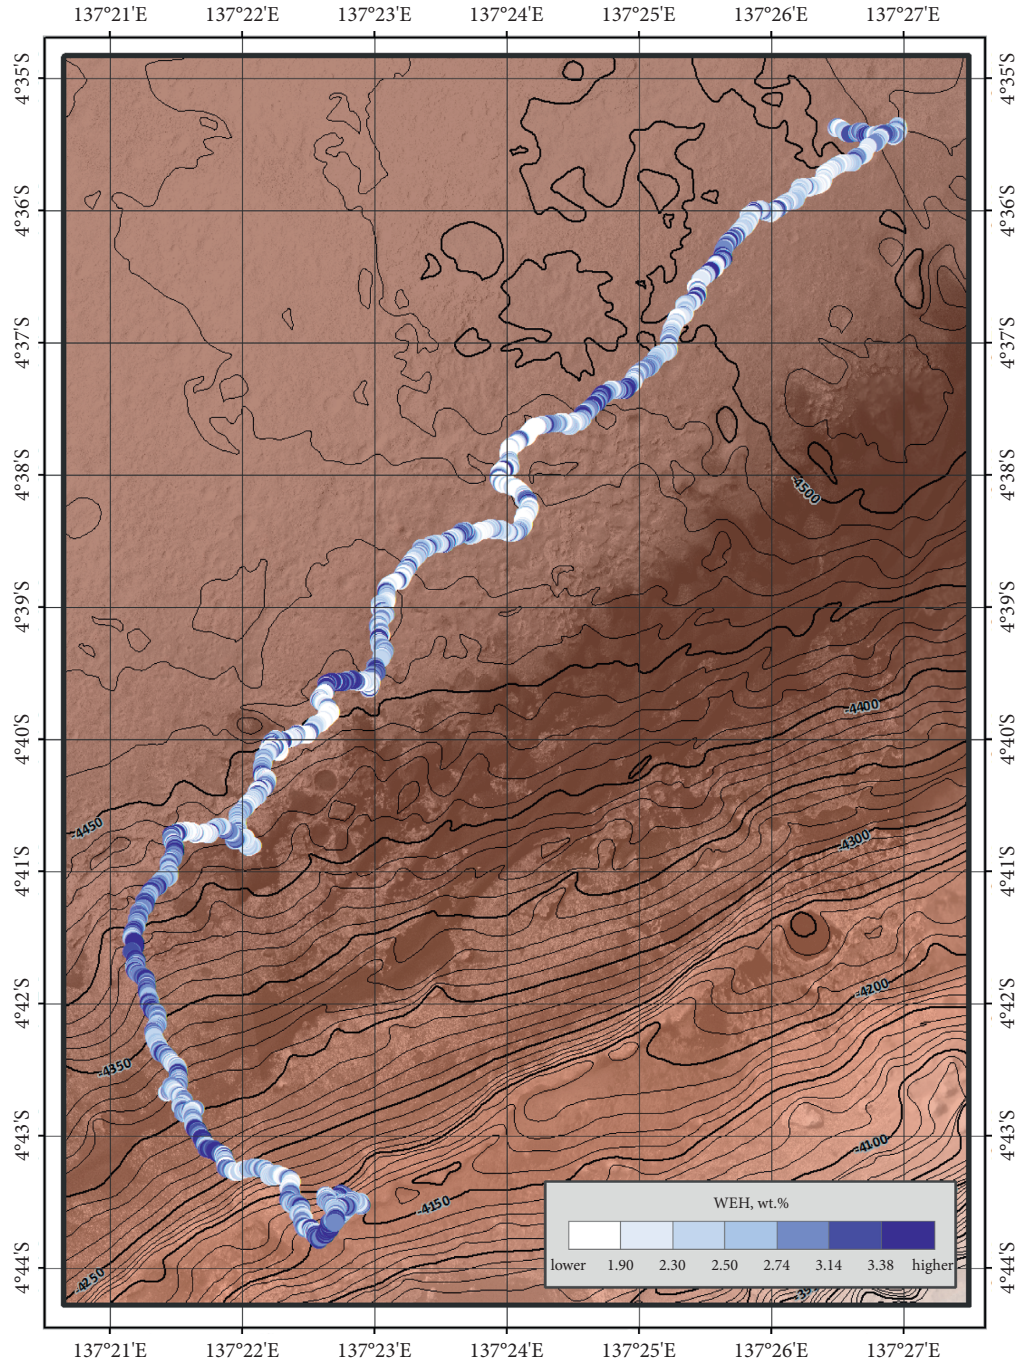 137°21'E 137°22'E 137°23'E 137°24'E 137°25'E 137°26'E 137°27'E
4°35'S 4°35'S
4°36'S 4°36'S
4°37'S 4°37'S
4°38'S 4°38'S
-4500
4°39'S 4°39'S
-4400
4°40'S 4°40'S
-4450
-4300
4°41'S 4°41'S
-4200
4°42'S 4°42'S
-4350
4°43'S 4°43'S
-4100
-4150
WEH, wt.%
lower 1.90 2.30 2.50 2.74 3.14 3.38 higher
4°44'S 4°44'S
-4250
137°21'E 137°22'E 137°23'E 137°24'E 137°25'E 137°26'E 137°27'E